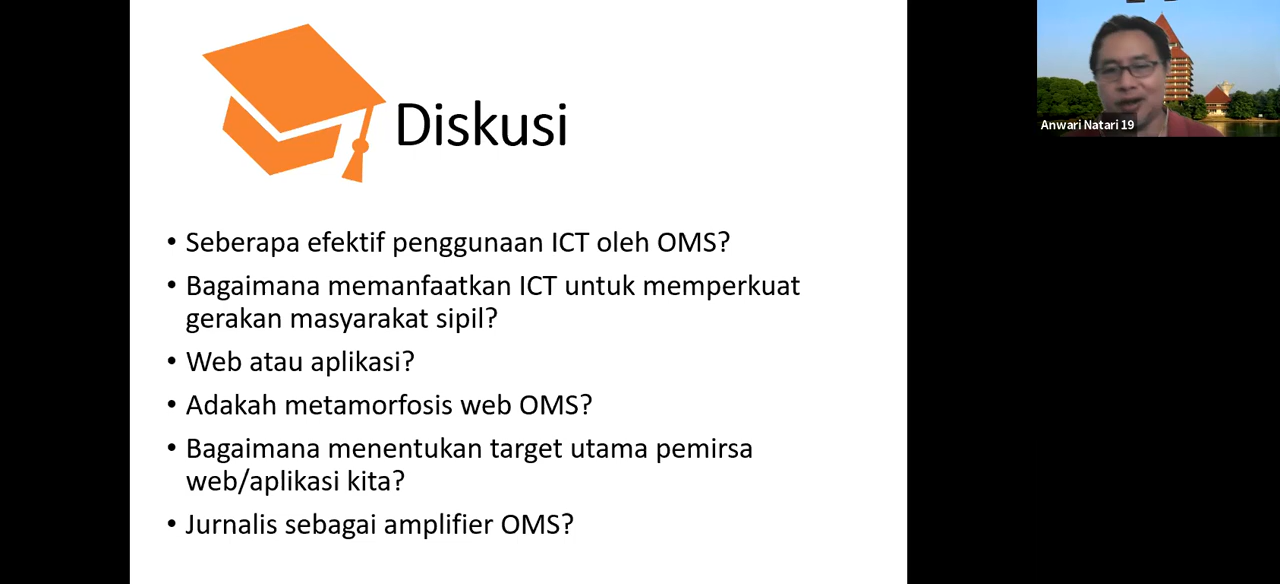 Diskusi
• Seberapa efektif penggunaan ICT oleh OMS?
• Bagaimana memanfaatkan ICT untuk memperkuat
gerakan masyarakat sipil?
• Web atau aplikasi?
• Adakah metamorfosis web OMS?
• Bagaimana menentukan target utama pemirsa
web/aplikasi kita?
• Jurnalis sebagai amplifier OMS?
Anwari Natari 19